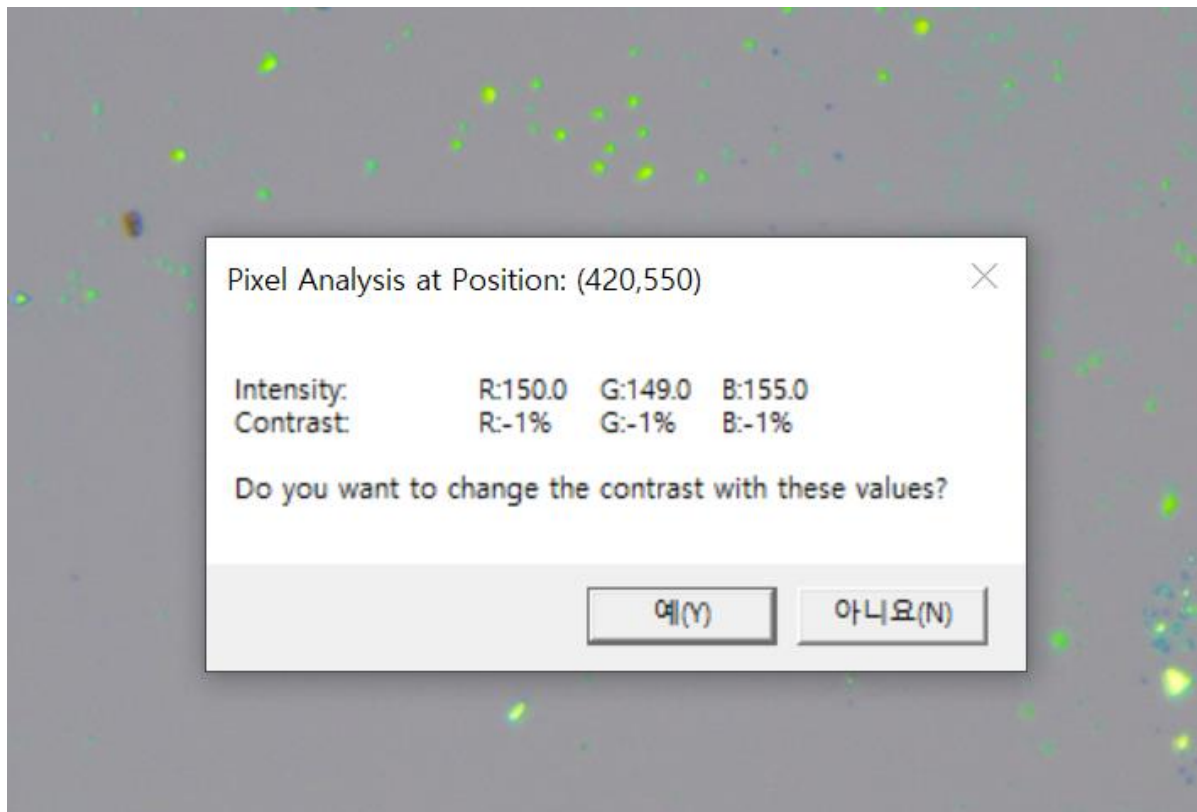 Pixel Analysis at Position: (420,550)
Intensity: R:150.0 G:149.0 B:155.0
Contrast: R:-1% G:-1% B:-1%
Do you want to change the contrast with these values?
예(Y) 아니요(N)